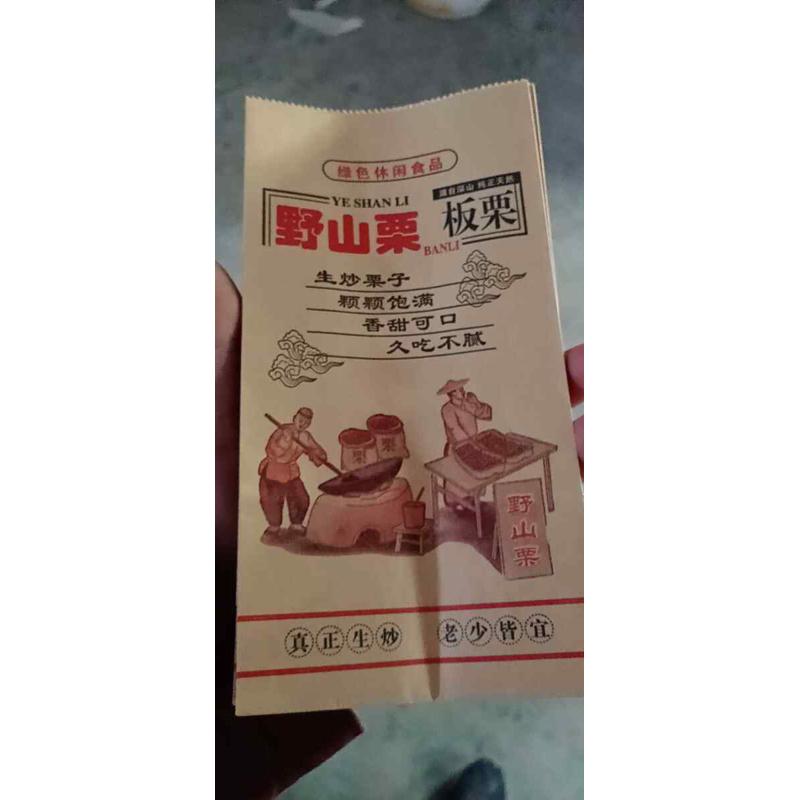 绿色休闲食品
YE SHAN LI
源自深山 纯正天然
野山栗
板栗
BANLI
生炒栗子
颗颗饱满
香甜可口
久吃不腻
栗
栗
野山栗
真正生炒 老少皆宜